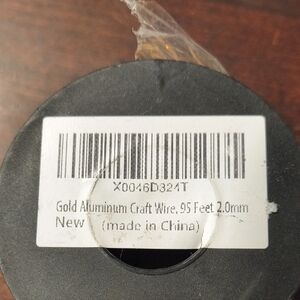 X0046D324T
Gold Aluminum Craft Wire, 95 Feet 2.0mm
New (made in China)